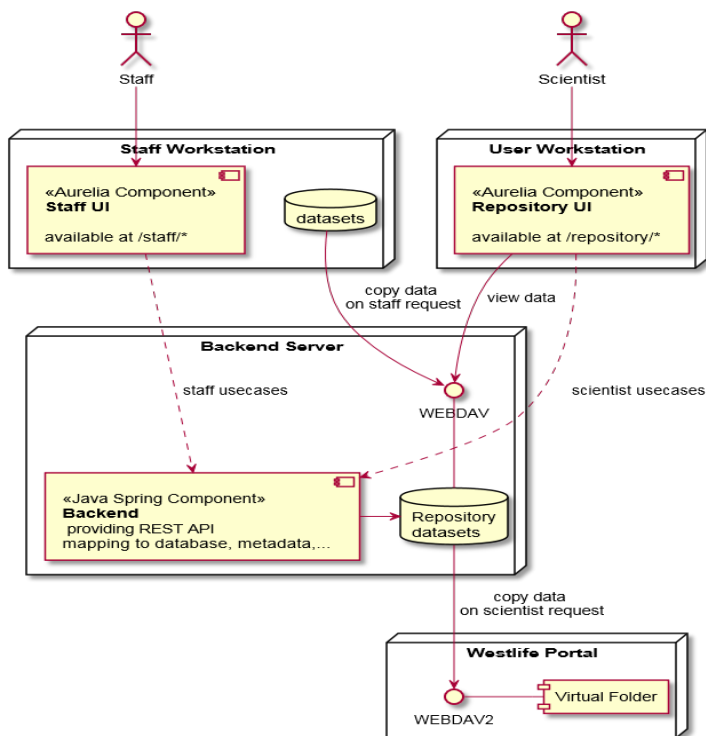 Staff
Scientist
Staff Workstation
User Workstation
«Aurelia Component»
Staff UI
available at /staff/*
datasets
«Aurelia Component»
Repository UI
available at /repository/*
copy data
on staff request
view data
Backend Server
staff usecases
scientist usecases
WEBDAV
«Java Spring Component»
Backend
providing REST API
mapping to database, metadata,...
Repository
datasets
copy data
on scientist request
Westlife Portal
Virtual Folder
WEBDAV2